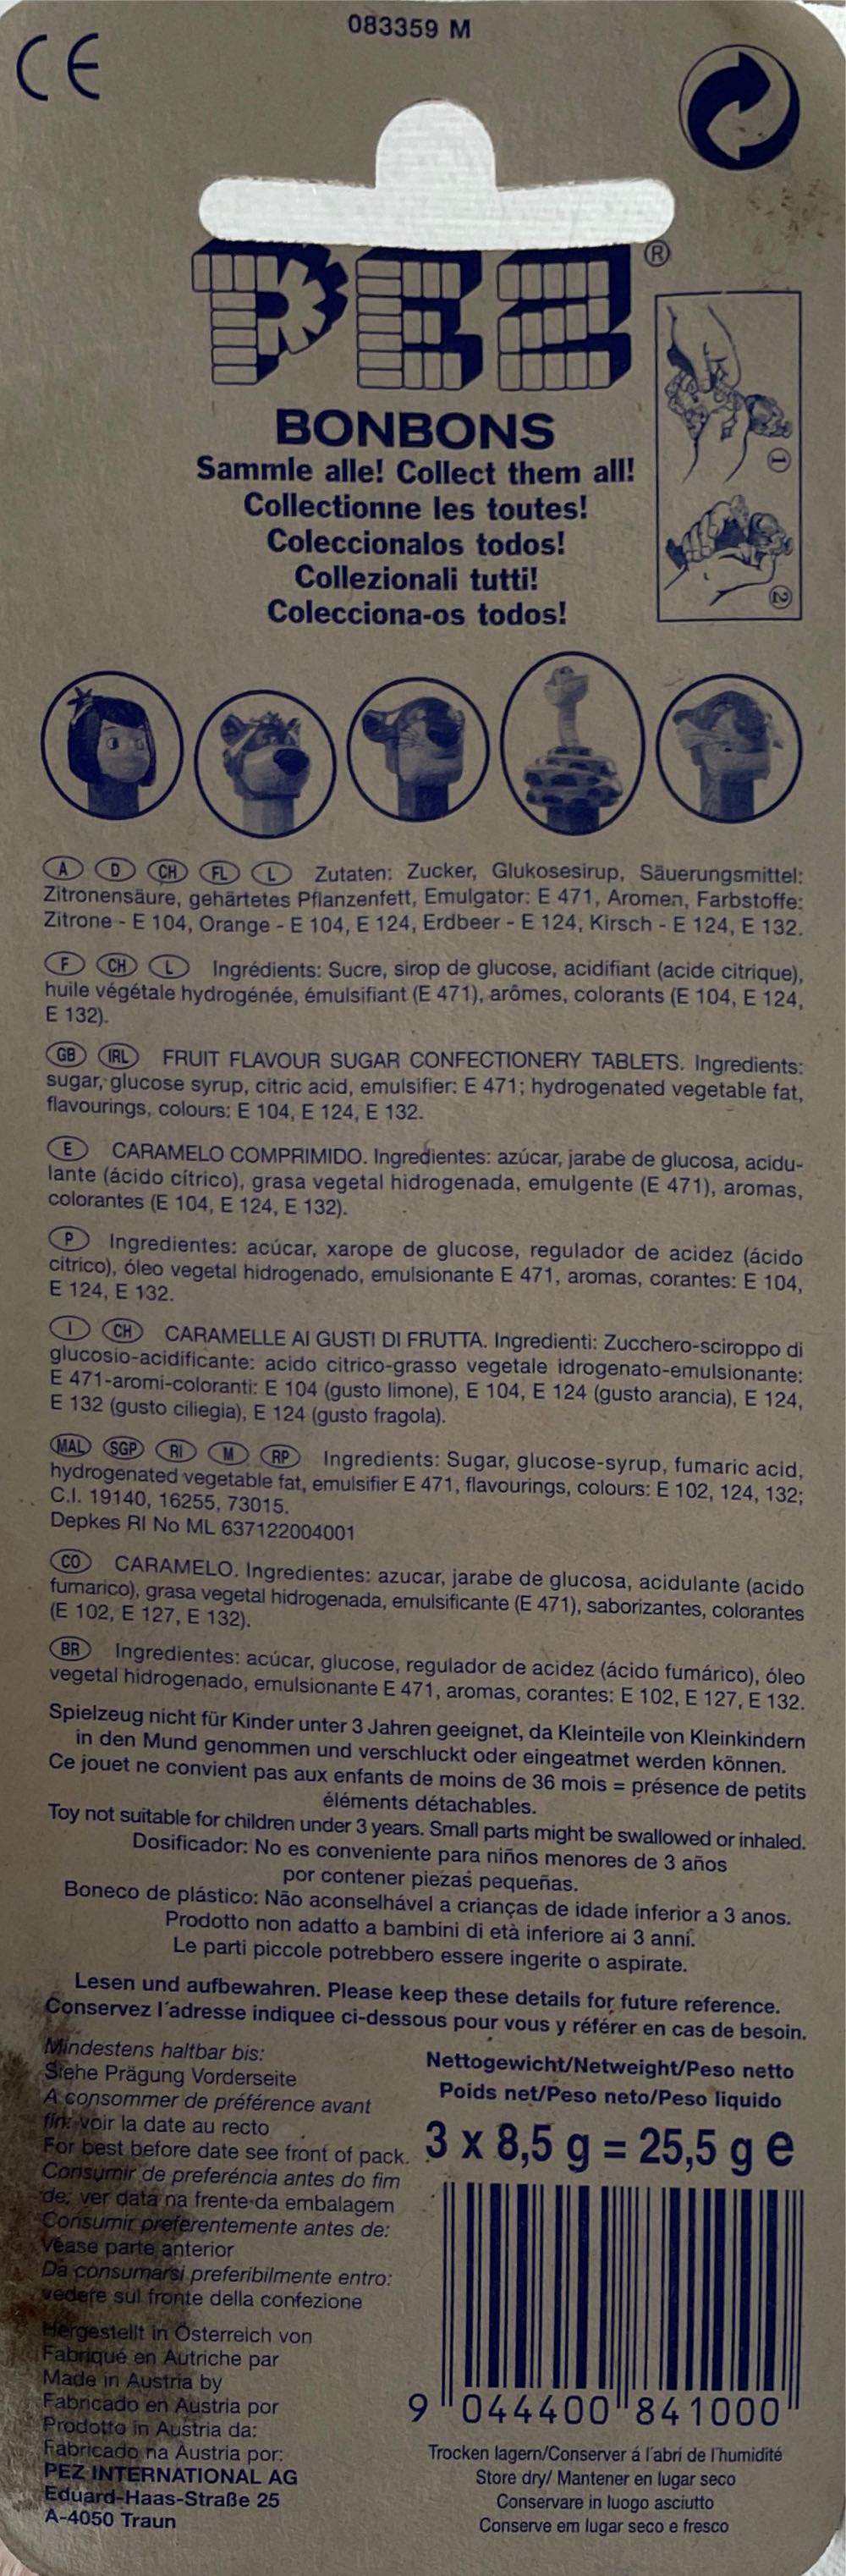 083359 M
CE
PEZ®
BONBONS
Sammle alle! Collect them all!
Collectionne les toutes!
Coleccionalos todos!
Collezionali tutti!
Colecciona-os todos!
1
2
A D CH FL L Zutaten: Zucker, Glukosesirup, Säuerungsmittel:
Zitronensäure, gehärtetes Pflanzenfett, Emulgator: E 471, Aromen, Farbstoffe:
Zitrone - E 104, Orange - E 104, E 124, Erdbeer - E 124, Kirsch - E 124, E 132.
F CH L Ingrédients: Sucre, sirop de glucose, acidifiant (acide citrique),
huile végétale hydrogénée, émulsifiant (E 471), arômes, colorants (E 104, E 124,
E 132).
GB IRL FRUIT FLAVOUR SUGAR CONFECTIONERY TABLETS. Ingredients:
sugar, glucose syrup, citric acid, emulsifier: E 471; hydrogenated vegetable fat,
flavourings, colours: E 104, E 124, E 132.
E CARAMELO COMPRIMIDO. Ingredientes: azúcar, jarabe de glucosa, acidu-
lante (ácido cítrico), grasa vegetal hidrogenada, emulgente (E 471), aromas,
colorantes (E 104, E 124, E 132).
P Ingredientes: acúcar, xarope de glucose, regulador de acidez (ácido
citrico), óleo vegetal hidrogenado, emulsionante E 471, aromas, corantes: E 104,
E 124, E 132.
I CH CARAMELLE AI GUSTI DI FRUTTA. Ingredienti: Zucchero-sciroppo di
glucosio-acidificante: acido citrico-grasso vegetale idrogenato-emulsionante:
E 471-aromi-coloranti: E 104 (gusto limone), E 104, E 124 (gusto arancia), E 124,
E 132 (gusto ciliegia), E 124 (gusto fragola).
MAL SGP RI M RP Ingredients: Sugar, glucose-syrup, fumaric acid,
hydrogenated vegetable fat, emulsifier E 471, flavourings, colours: E 102, 124, 132;
C.I. 19140, 16255, 73015.
Depkes RI No ML 637122004001
CO CARAMELO. Ingredientes: azucar, jarabe de glucosa, acidulante (acido
fumarico), grasa vegetal hidrogenada, emulsificante (E 471), saborizantes, colorantes
(E 102, E 127, E 132).
BR Ingredientes: acúcar, glucose, regulador de acidez (ácido fumárico), óleo
vegetal hidrogenado, emulsionante E 471, aromas, corantes: E 102, E 127, E 132.
Spielzeug nicht für Kinder unter 3 Jahren geeignet, da Kleinteile von Kleinkindern
in den Mund genommen und verschluckt oder eingeatmet werden können.
Ce jouet ne convient pas aux enfants de moins de 36 mois = présence de petits
éléments détachables.
Toy not suitable for children under 3 years. Small parts might be swallowed or inhaled.
Dosificador: No es conveniente para niños menores de 3 años
por contener piezas pequeñas.
Boneco de plástico: Não aconselhável a crianças de idade inferior a 3 anos.
Prodotto non adatto a bambini di età inferiore ai 3 anni.
Le parti piccole potrebbero essere ingerite o aspirate.
Lesen und aufbewahren. Please keep these details for future reference.
Conservez l´adresse indiquee ci-dessous pour vous y référer en cas de besoin.
Mindestens haltbar bis:
Siehe Prägung Vorderseite
A consommer de préférence avant
fin: voir la date au recto
For best before date see front of pack.
Consumir de preferéncia antes do fim
de: ver data na frente-da embalagem
Consumir preferentemente antes de:
véase parte anterior
Da consumarsi preferibilmente entro:
vedere sul fronte della confezione
Hergestellt in Österreich von
Fabriqué en Autriche par
Made in Austria by
Fabricado en Austria por
Prodotto in Austria da:
Fabricado na Austria por:
PEZ INTERNATIONAL AG
Eduard-Haas-Straße 25
A-4050 Traun
Nettogewicht/Netweight/Peso netto
Poids net/Peso neto/Peso liquido
3 x 8,5 g = 25,5 g e
9 044400 841000
Trocken lagern/Conserver á l´abri de l´humidité
Store dry/ Mantener en lugar seco
Conservare in luogo asciutto
Conserve em lugar seco e fresco